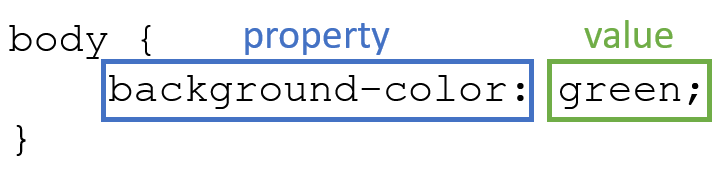 body { property value
background-color: green;
}